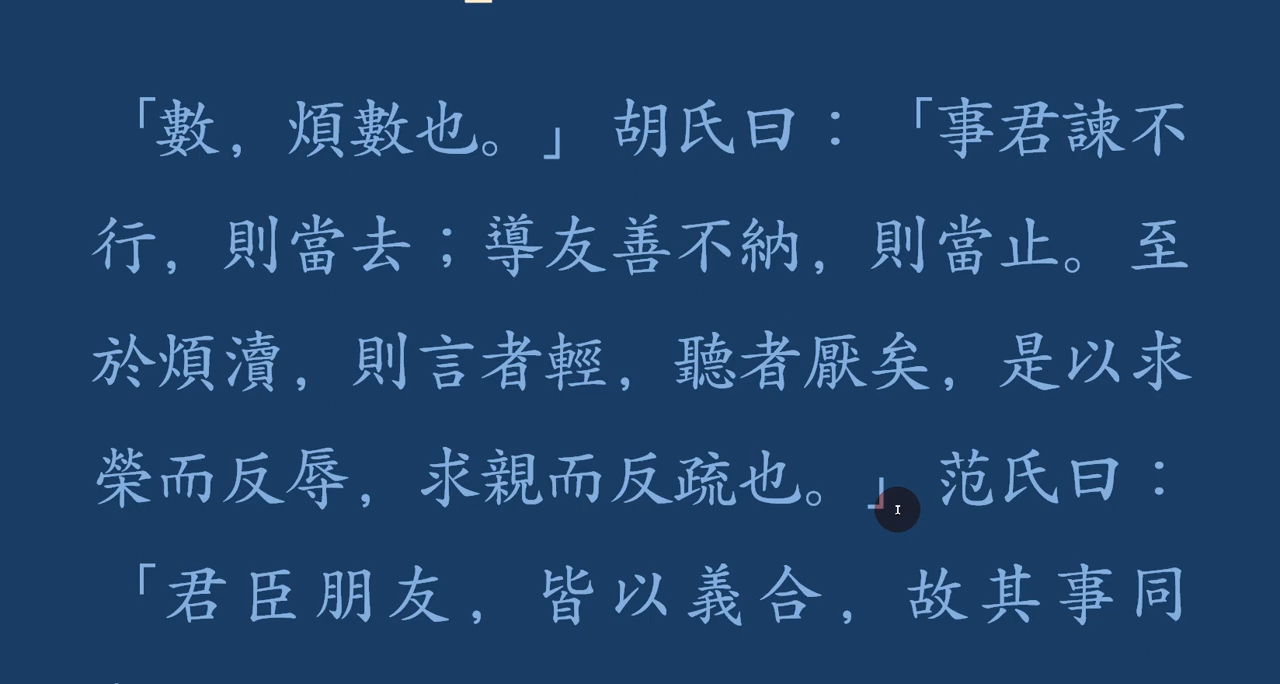 「數，煩數也。」胡氏曰：「事君諫不
行，則當去；導友善不納，則當止。至
於煩瀆，則言者輕，聽者厭矣，是以求
榮而反辱，求親而反疏也。」范氏曰：
「君臣朋友，皆以義合，故其事同